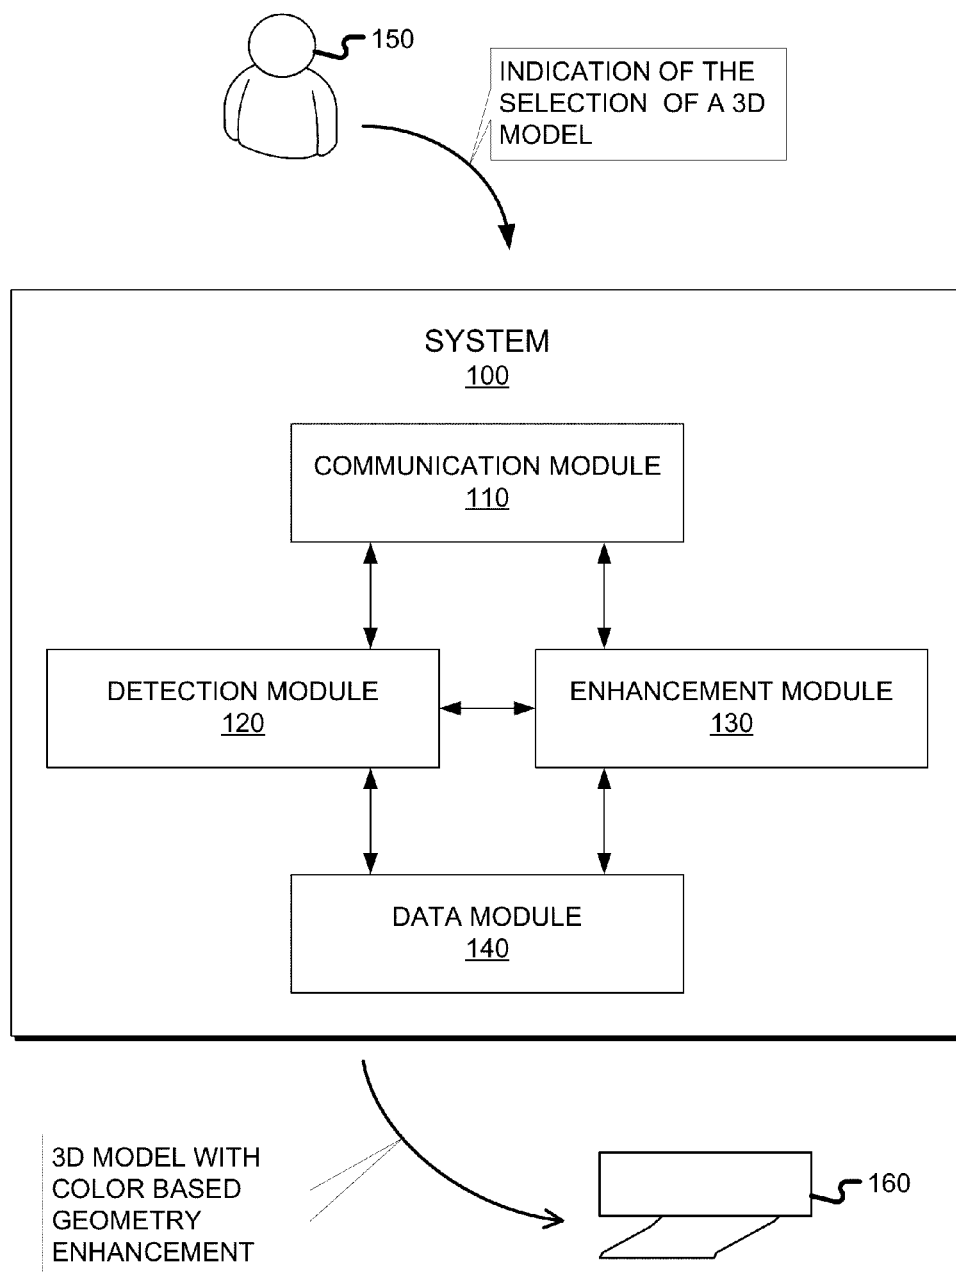 150
INDICATION OF THE
SELECTION OF A 3D
MODEL
SYSTEM
100
COMMUNICATION MODULE
110
DETECTION MODULE
120
ENHANCEMENT MODULE
130
DATA MODULE
140
3D MODEL WITH
COLOR BASED
GEOMETRY
ENHANCEMENT
160